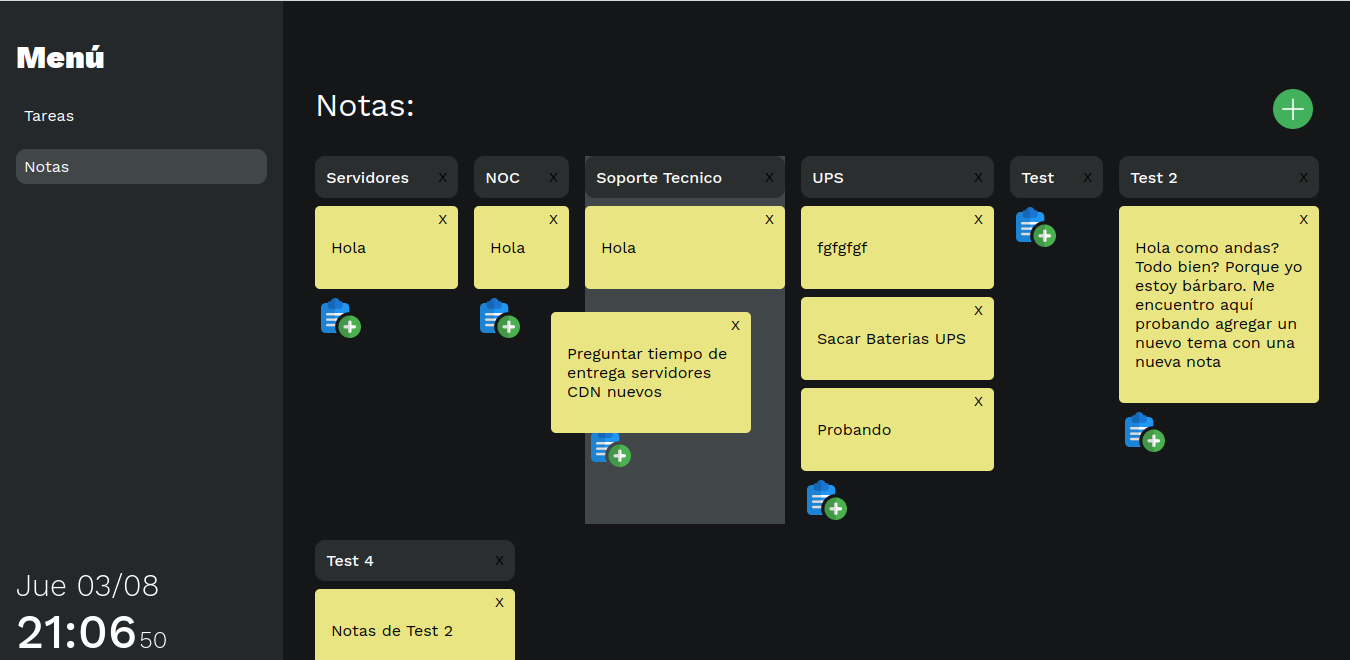 Menú
Tareas
Notas
Jue 03/08
21:06 50
Notas:
Servidores X
X
Hola
NOC X
X
Hola
Soporte Tecnico X
X
Hola
X
Preguntar tiempo de
entrega servidores
CDN nuevos
UPS X
X
fgfgfgf
X
Sacar Baterias UPS
X
Probando
Test X
Test 2 X
X
Hola como andas?
Todo bien? Porque yo
estoy bárbaro. Me
encuentro aquí
probando agregar un
nuevo tema con una
nueva nota
Test 4 X
X
Notas de Test 2